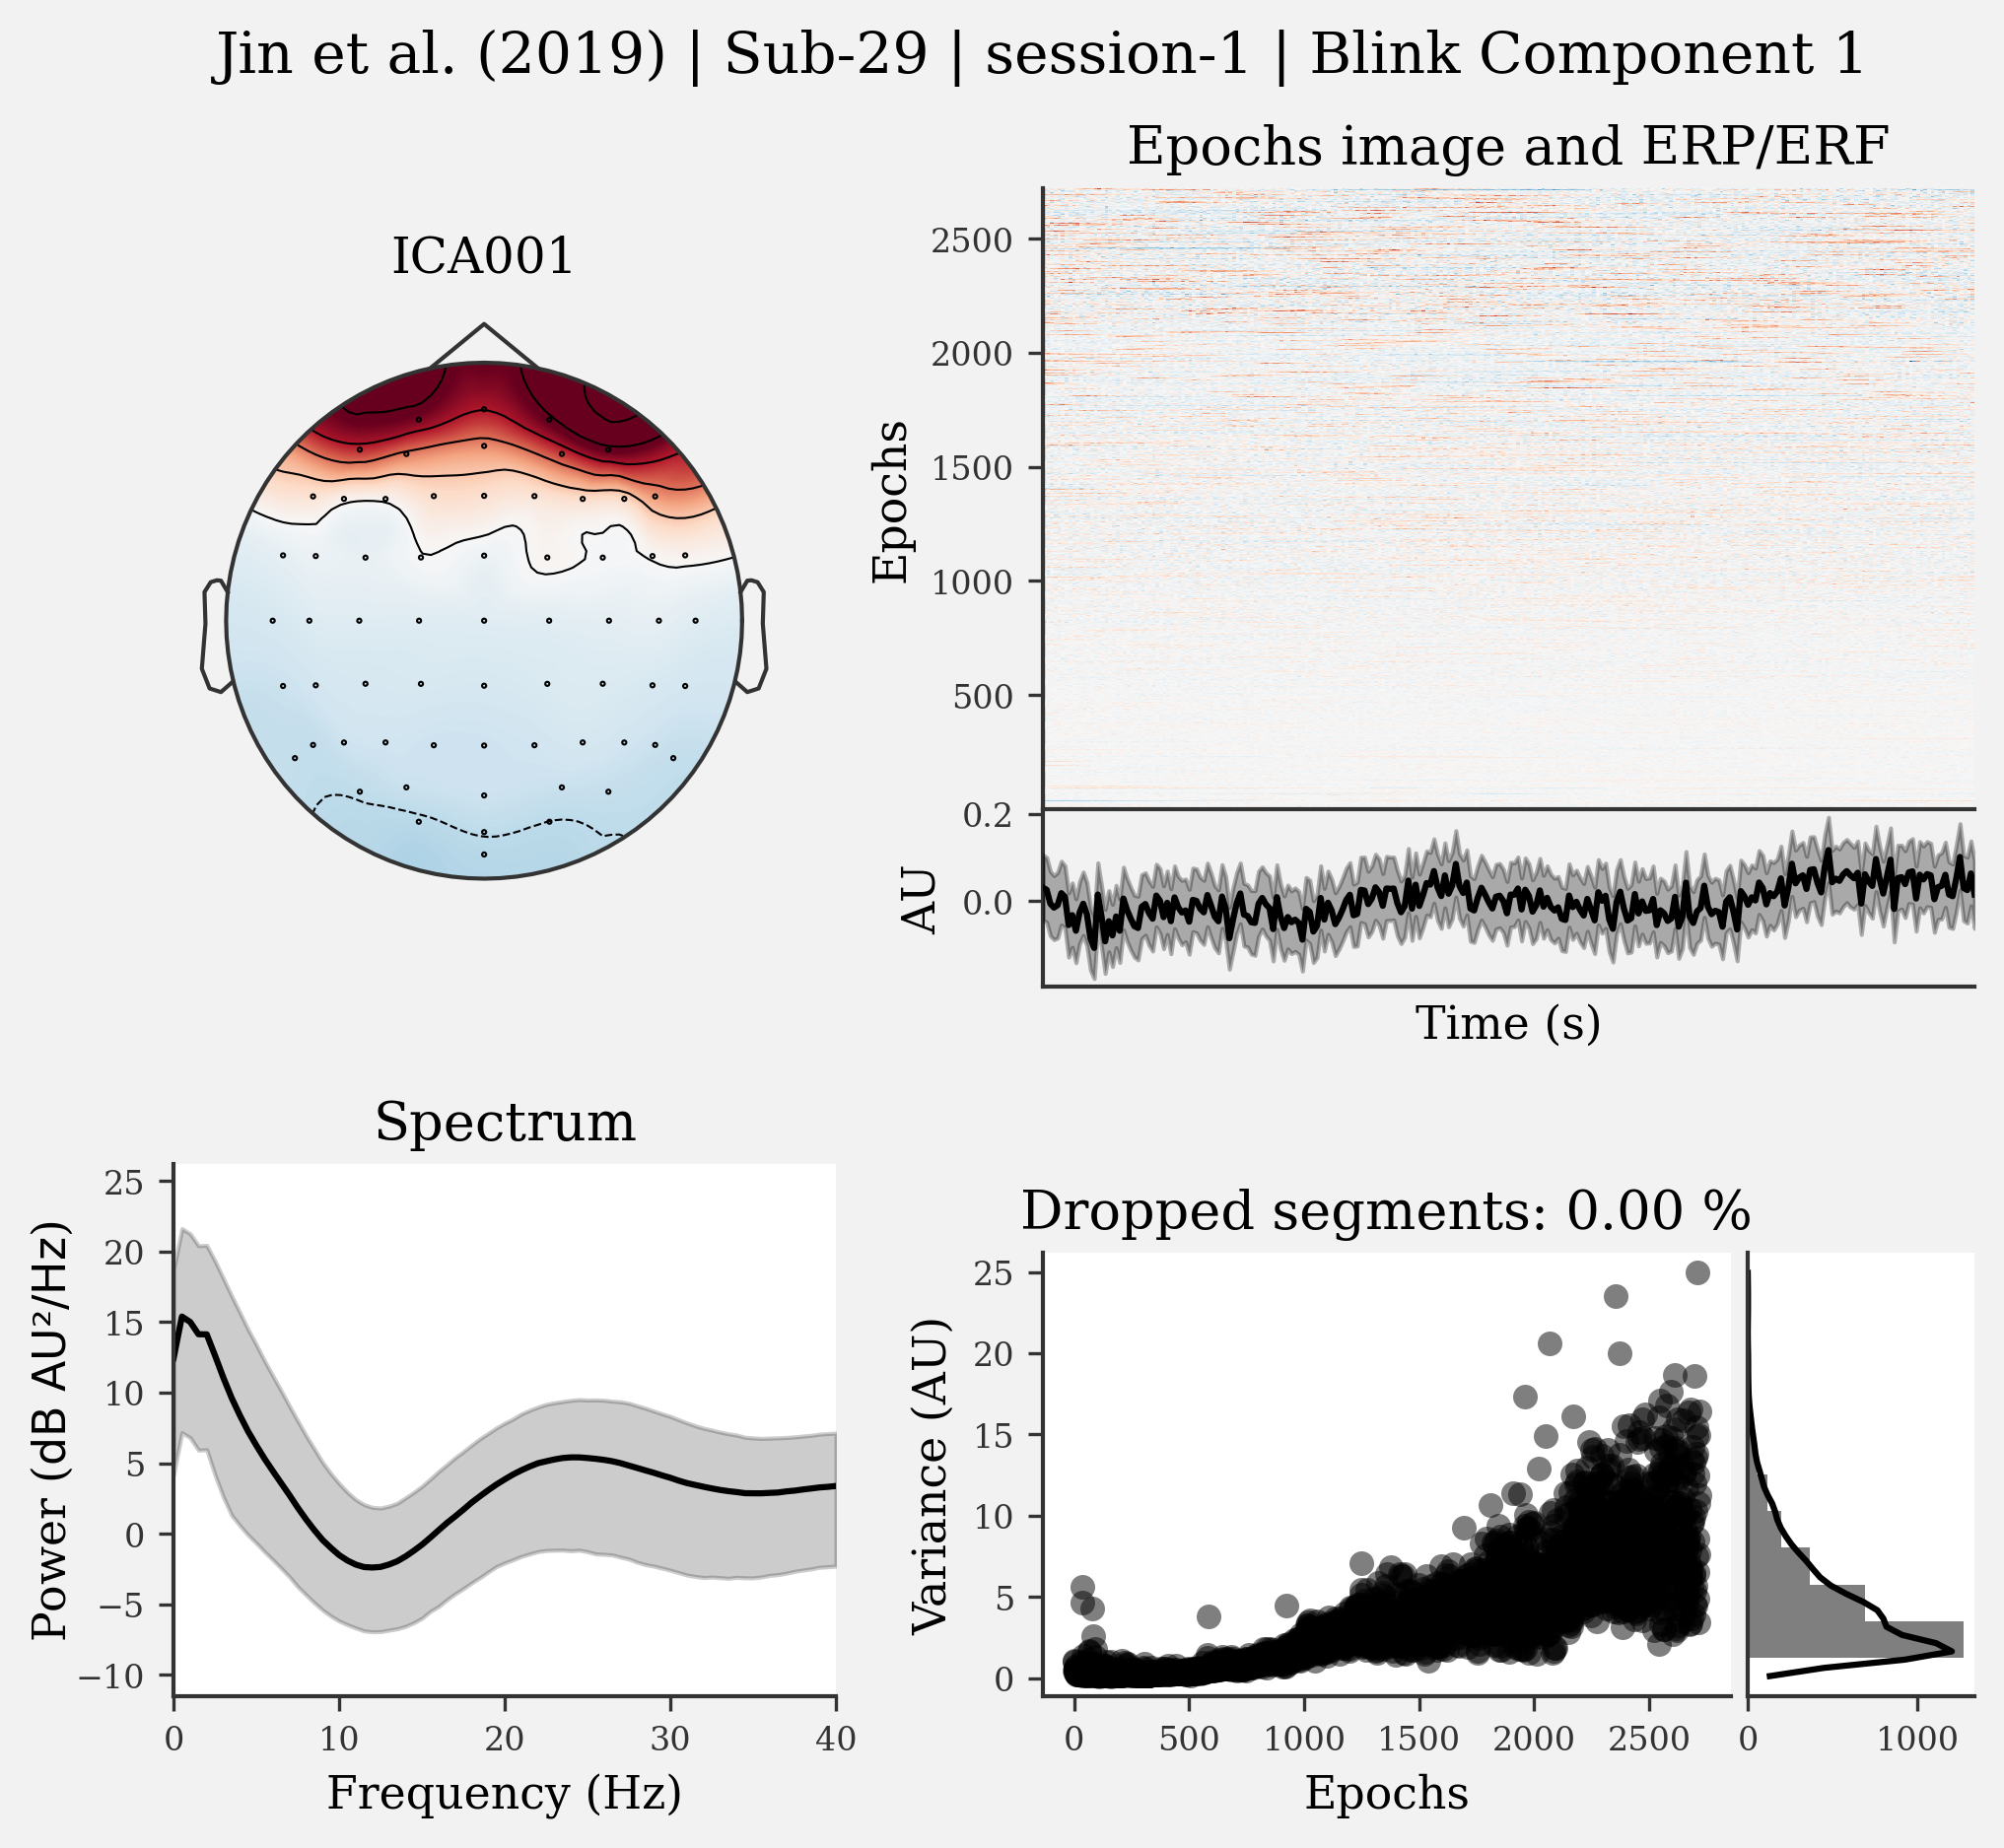 Jin et al. (2019) | Sub-29 | session-1 | Blink Component 1
ICA001
Epochs image and ERP/ERF
Epochs
2500
2000
1500
1000
500
AU
0.2
0.0
Time (s)
Spectrum
Power (dB AU²/Hz)
25
20
15
10
5
0
−5
−10
0 10 20 30 40
Frequency (Hz)
Dropped segments: 0.00 %
Variance (AU)
25
20
15
10
5
0
0 500 1000 1500 2000 2500
Epochs
0 1000